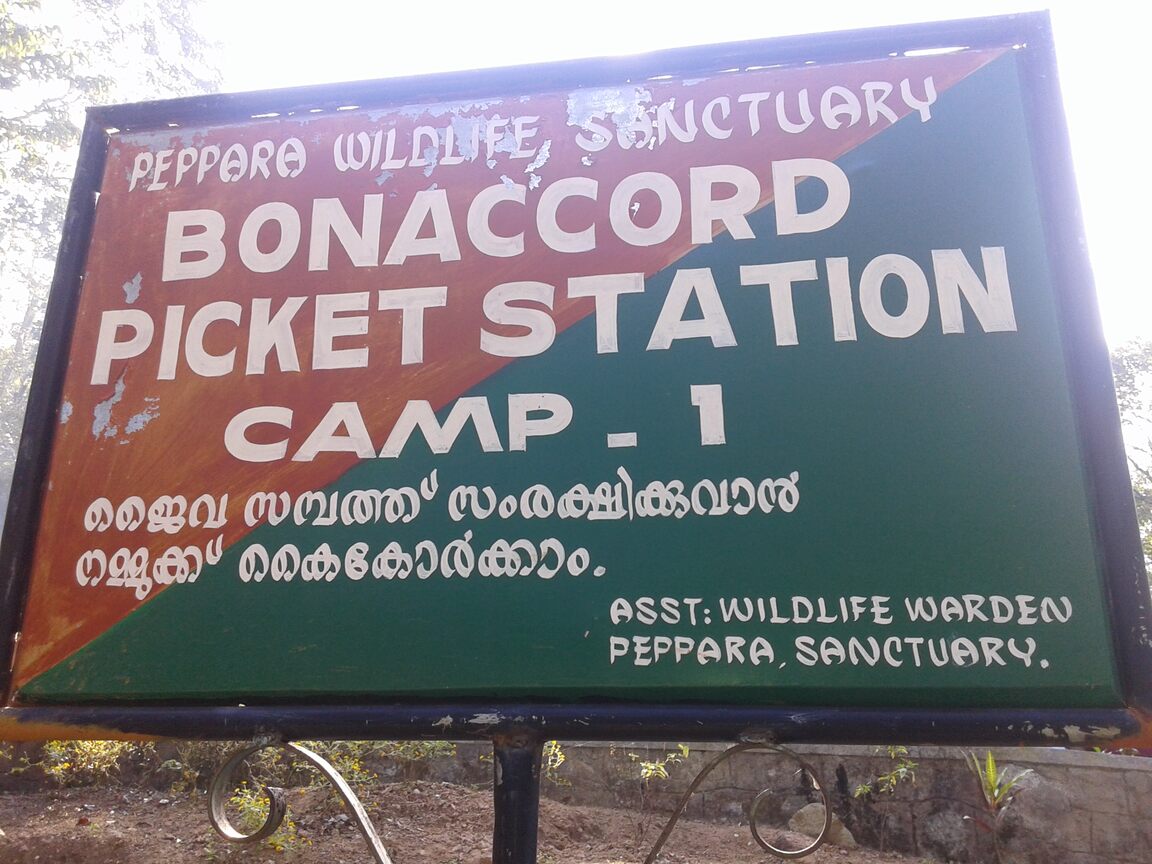 PEPPARA WILDLIFE, SANCTUARY
BONACCORD
PICKET STATION
CAMP - 1
ജൈവ സമ്പത്ത് സംരക്ഷിക്കുവാൻ
നമ്മുക്ക് കൈകോർക്കാം.
ASST: WILDLIFE WARDEN
PEPPARA, SANCTUARY.